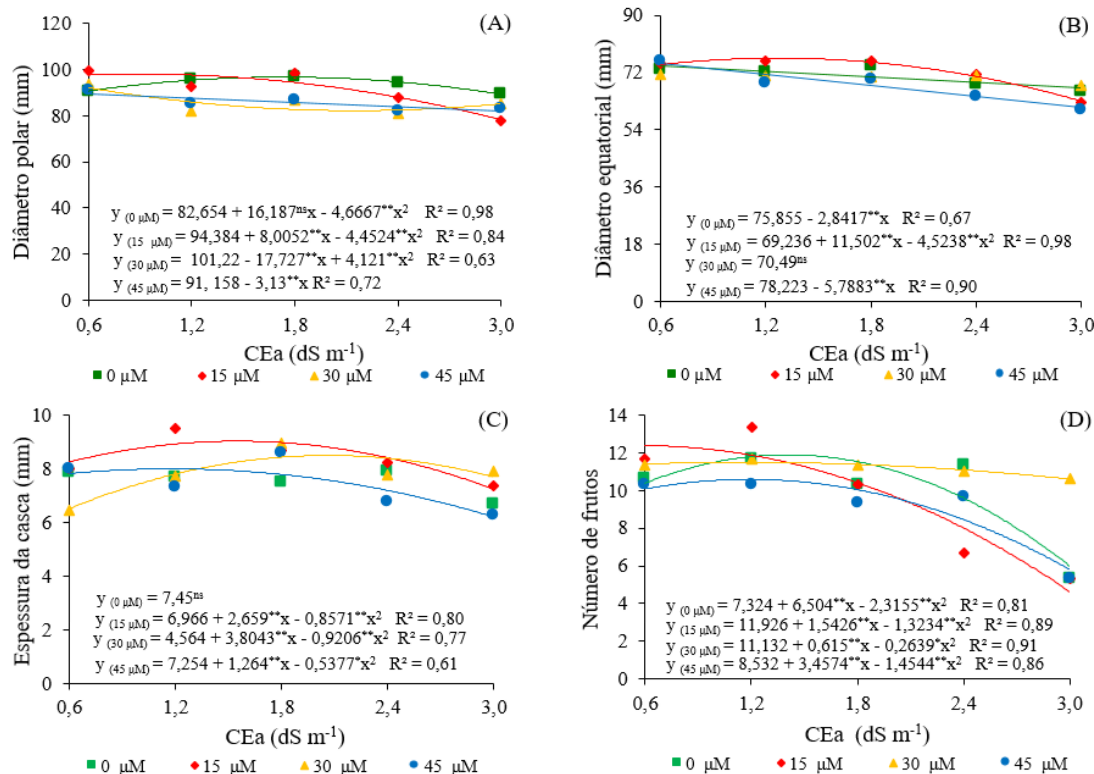 (A)
Diâmetro polar (mm)
120
100
80
60
40
20
0
y (0 µM) = 82,654 + 16,187ⁿˢx - 4,6667**x² R² = 0,98
y (15 µM) = 94,384 + 8,0052**x - 4,4524**x² R² = 0,84
y (30 µM) = 101,22 - 17,727**x + 4,121**x² R² = 0,63
y (45 µM) = 91, 158 - 3,13**x R² = 0,72
0,6 1,2 1,8 2,4 3,0
CEa (dS m⁻¹)
0 µM 15 µM 30 µM 45 µM
(B)
Diâmetro equatorial (mm)
90
72
54
36
18
0
y (0 µM) = 75,855 - 2,8417**x R² = 0,67
y (15 µM) = 69,236 + 11,502**x - 4,5238**x² R² = 0,98
y (30 µM) = 70,49ⁿˢ
y (45 µM) = 78,223 - 5,7883**x R² = 0,90
0,6 1,2 1,8 2,4 3,0
CEa (dS m⁻¹)
0 µM 15 µM 30 µM 45 µM
(C)
Espessura da casca (mm)
10
8
6
4
2
0
y (0 µM) = 7,45ⁿˢ
y (15 µM) = 6,966 + 2,659**x - 0,8571**x² R² = 0,80
y (30 µM) = 4,564 + 3,8043**x - 0,9206**x² R² = 0,77
y (45 µM) = 7,254 + 1,264**x - 0,5377*x² R² = 0,61
0,6 1,2 1,8 2,4 3,0
CEa (dS m⁻¹)
0 µM 15 µM 30 µM 45 µM
(D)
Número de frutos
14
12
10
8
6
4
2
0
y (0 µM) = 7,324 + 6,504**x - 2,3155**x² R² = 0,81
y (15 µM) = 11,926 + 1,5426**x - 1,3234**x² R² = 0,89
y (30 µM) = 11,132 + 0,615**x - 0,2639*x² R² = 0,91
y (45 µM) = 8,532 + 3,4574**x - 1,4544**x² R² = 0,86
0,6 1,2 1,8 2,4 3,0
CEa (dS m⁻¹)
0 µM 15 µM 30 µM 45 µM